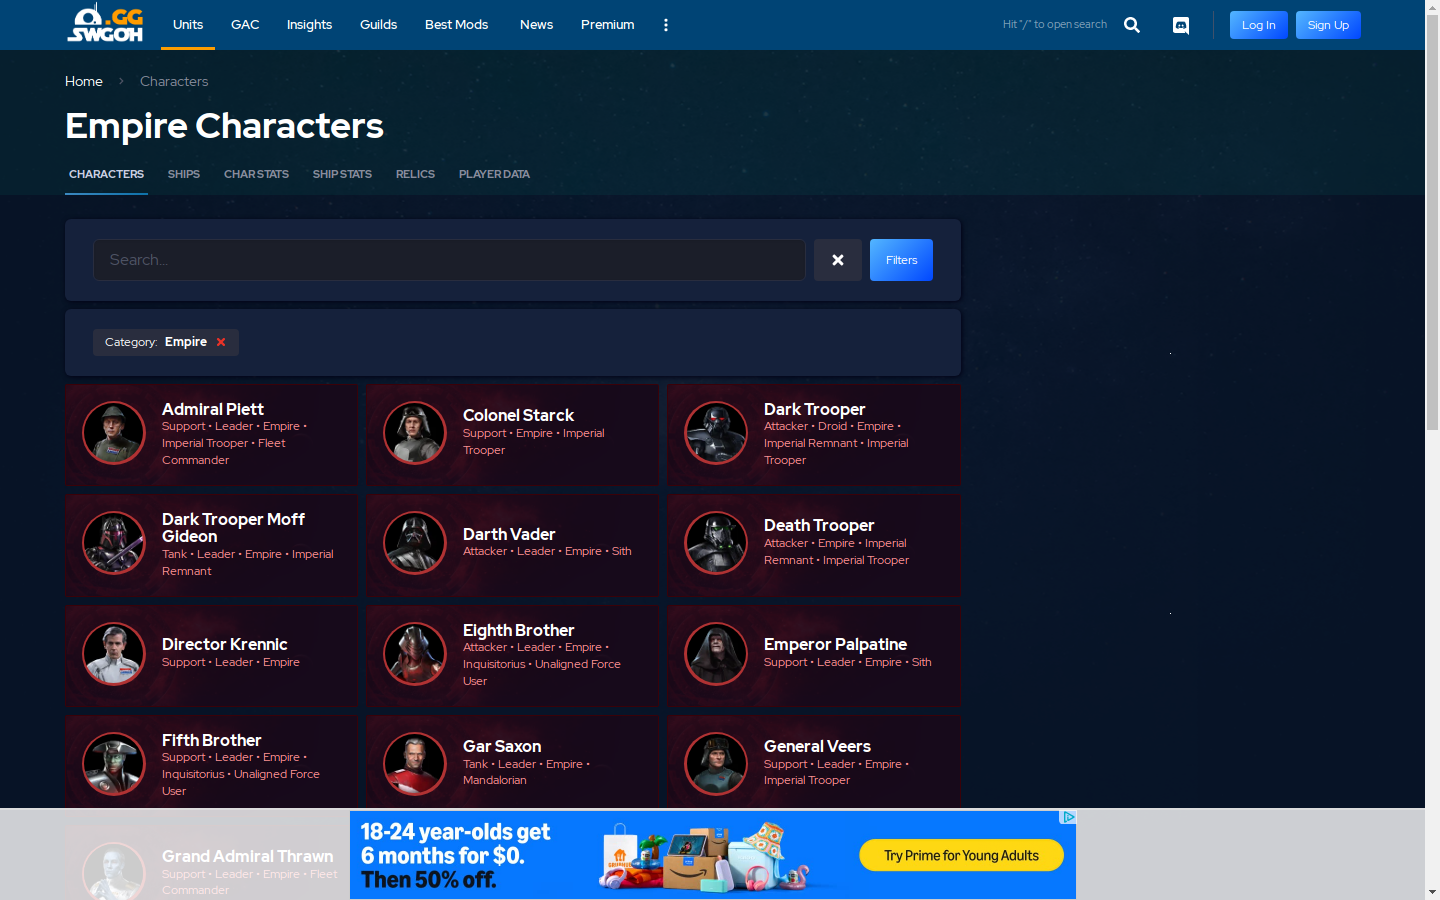 .GG
SWGOH
Units
GAC
Insights
Guilds
Best Mods
News
Premium
Hit "/" to open search
Log In
Sign Up
Home
Characters
Empire Characters
CHARACTERS
SHIPS
CHAR STATS
SHIP STATS
RELICS
PLAYER DATA
Search...
Filters
Category: Empire
Admiral Piett
Support • Leader • Empire •
Imperial Trooper • Fleet
Commander
Colonel Starck
Support • Empire • Imperial
Trooper
Dark Trooper
Attacker • Droid • Empire •
Imperial Remnant • Imperial
Trooper
Dark Trooper Moff
Gideon
Tank • Leader • Empire • Imperial
Remnant
Darth Vader
Attacker • Leader • Empire • Sith
Death Trooper
Attacker • Empire • Imperial
Remnant • Imperial Trooper
Director Krennic
Support • Leader • Empire
Eighth Brother
Attacker • Leader • Empire •
Inquisitorius • Unaligned Force
User
Emperor Palpatine
Support • Leader • Empire • Sith
Fifth Brother
Support • Leader • Empire •
Inquisitorius • Unaligned Force
User
Gar Saxon
Tank • Leader • Empire •
Mandalorian
General Veers
Support • Leader • Empire •
Imperial Trooper
Grand Admiral Thrawn
Support • Leader • Empire • Fleet
Commander
18-24 year-olds get
6 months for $0.
Then 50% off.
Try Prime for Young Adults